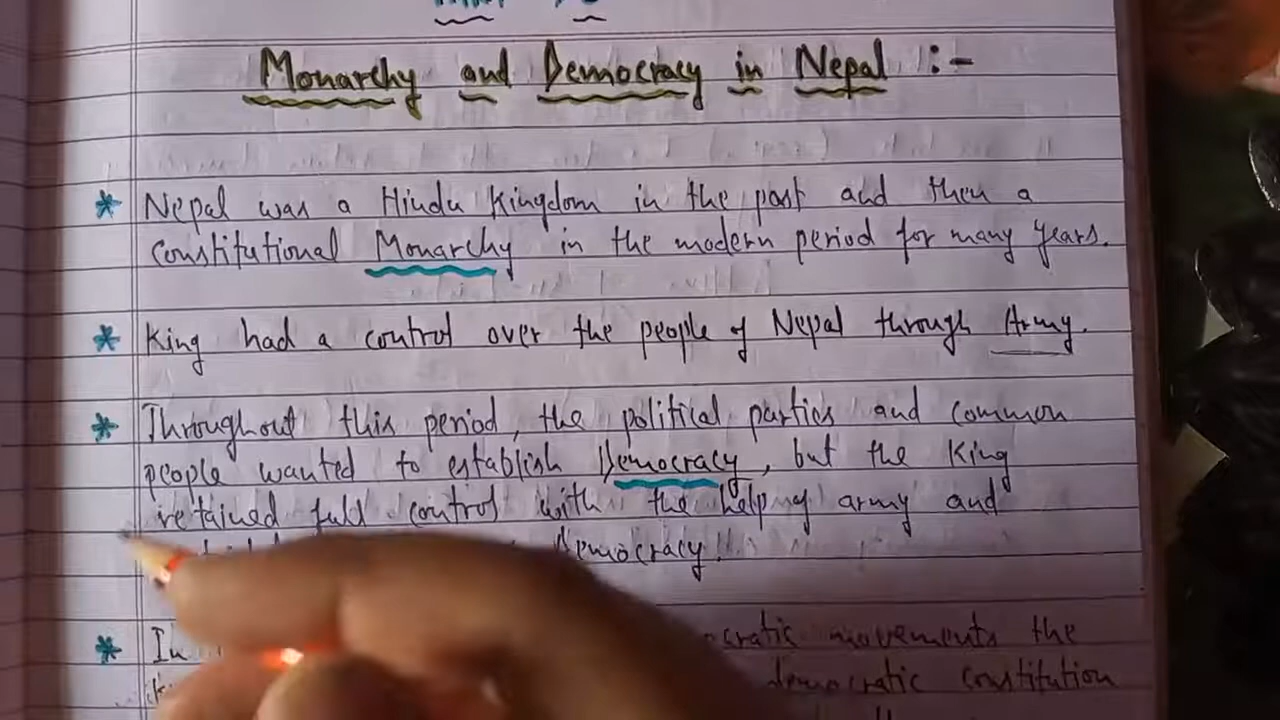 Monarchy and Democracy in Nepal :-
* Nepal was a Hindu Kingdom in the past and then a
Constitutional Monarchy in the modern period for many years.
* King had a control over the people of Nepal through Army.
* Throughout this period, the political parties and common
people wanted to establish Democracy, but the King
retained full control with the help of army and
democracy.
* In movements the
democratic constitution